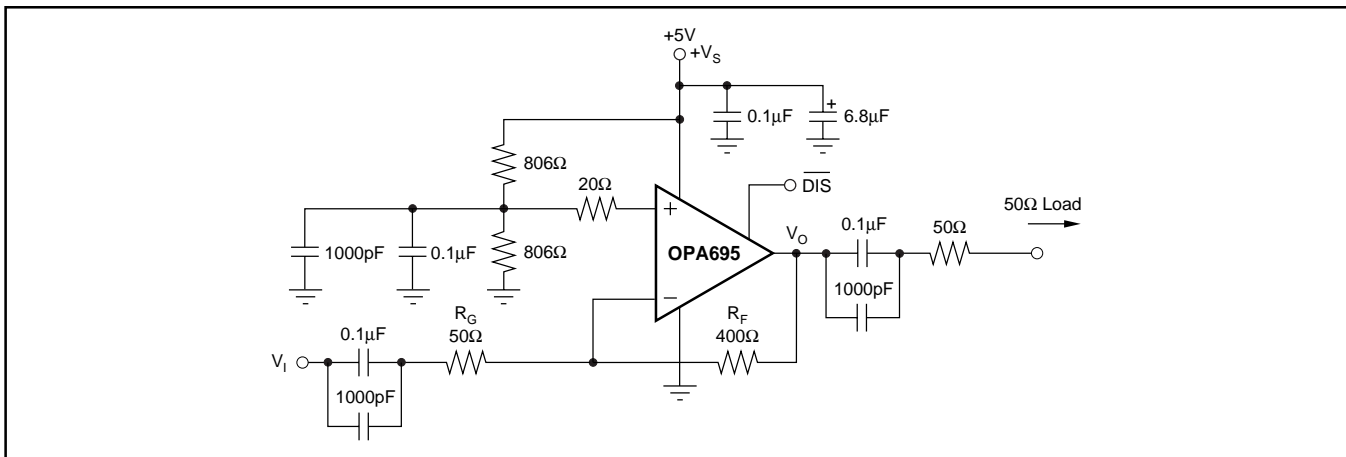 +5V
+V_S
0.1µF
+
6.8µF
806Ω
20Ω
DIS
50Ω Load
+
1000pF
0.1µF
806Ω
OPA695
V_O
0.1µF
50Ω
1000pF
−
R_G
50Ω
R_F
400Ω
0.1µF
V_I
1000pF